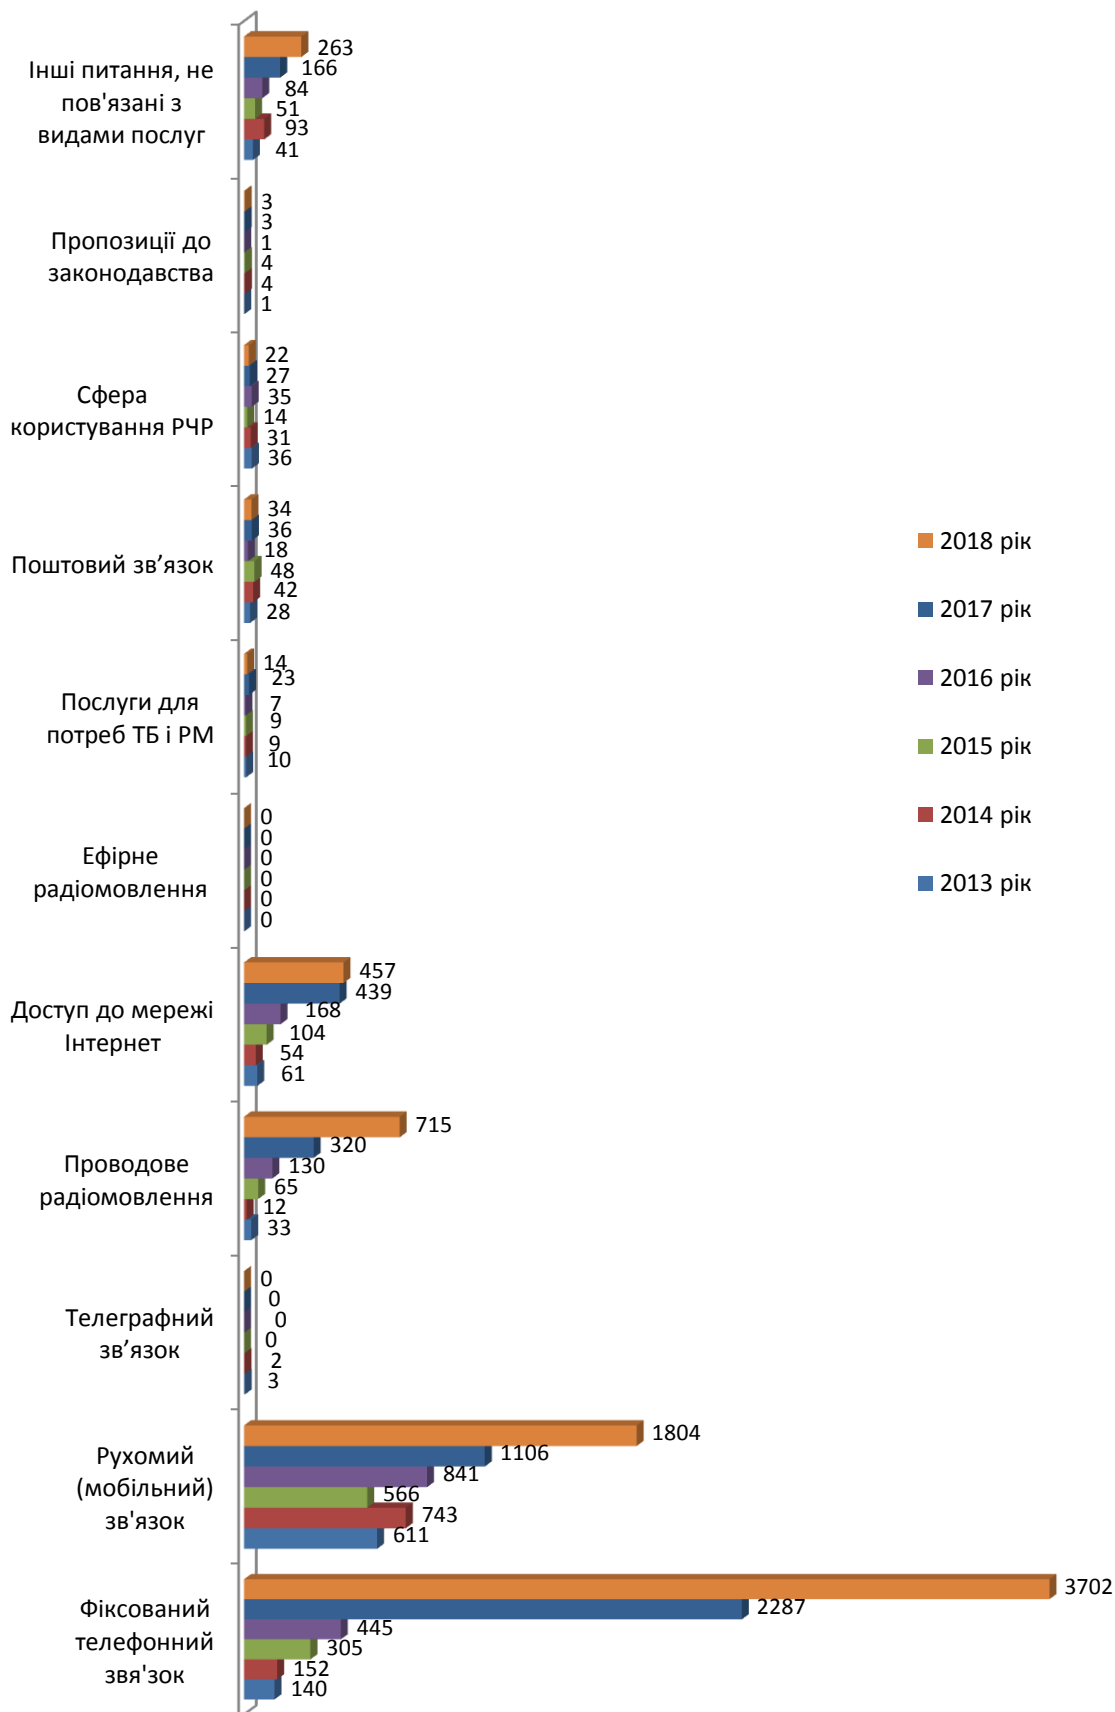 Інші питання, не
пов'язані з
видами послуг
263
166
84
51
93
41
Пропозиції до
законодавства
3
3
1
4
4
1
Сфера
користування РЧР
22
27
35
14
31
36
Поштовий зв’язок
34
36
18
48
42
28
Послуги для
потреб ТБ і РМ
14
23
7
9
9
10
Ефірне
радіомовлення
0
0
0
0
0
0
Доступ до мережі
Інтернет
457
439
168
104
54
61
Проводове
радіомовлення
715
320
130
65
12
33
Телеграфний
зв’язок
0
0
0
0
2
3
Рухомий
(мобільний)
зв'язок
1804
1106
841
566
743
611
Фіксований
телефонний
звя'зок
3702
2287
445
305
152
140
2018 рік
2017 рік
2016 рік
2015 рік
2014 рік
2013 рік